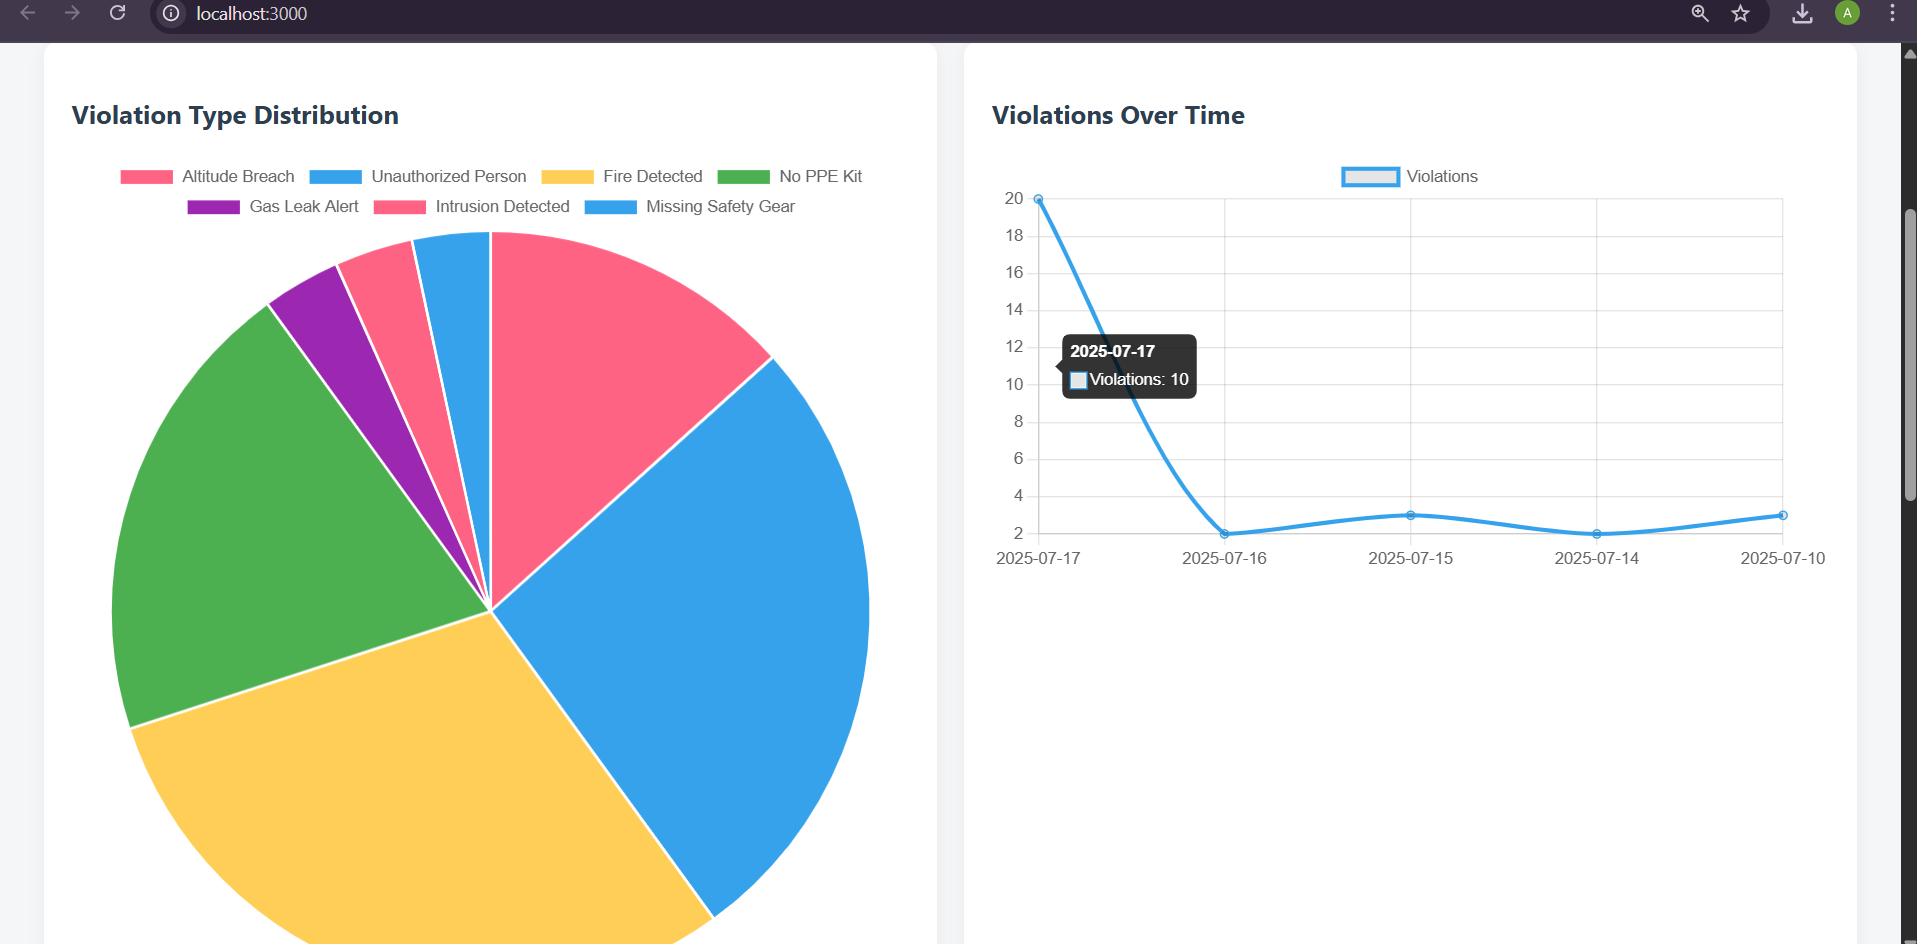 localhost:3000
A
Violation Type Distribution
Altitude Breach Unauthorized Person Fire Detected No PPE Kit
Gas Leak Alert Intrusion Detected Missing Safety Gear
Violations Over Time
Violations
20
18
16
14
12
10
8
6
4
2
2025-07-17
Violations: 10
2025-07-17 2025-07-16 2025-07-15 2025-07-14 2025-07-10